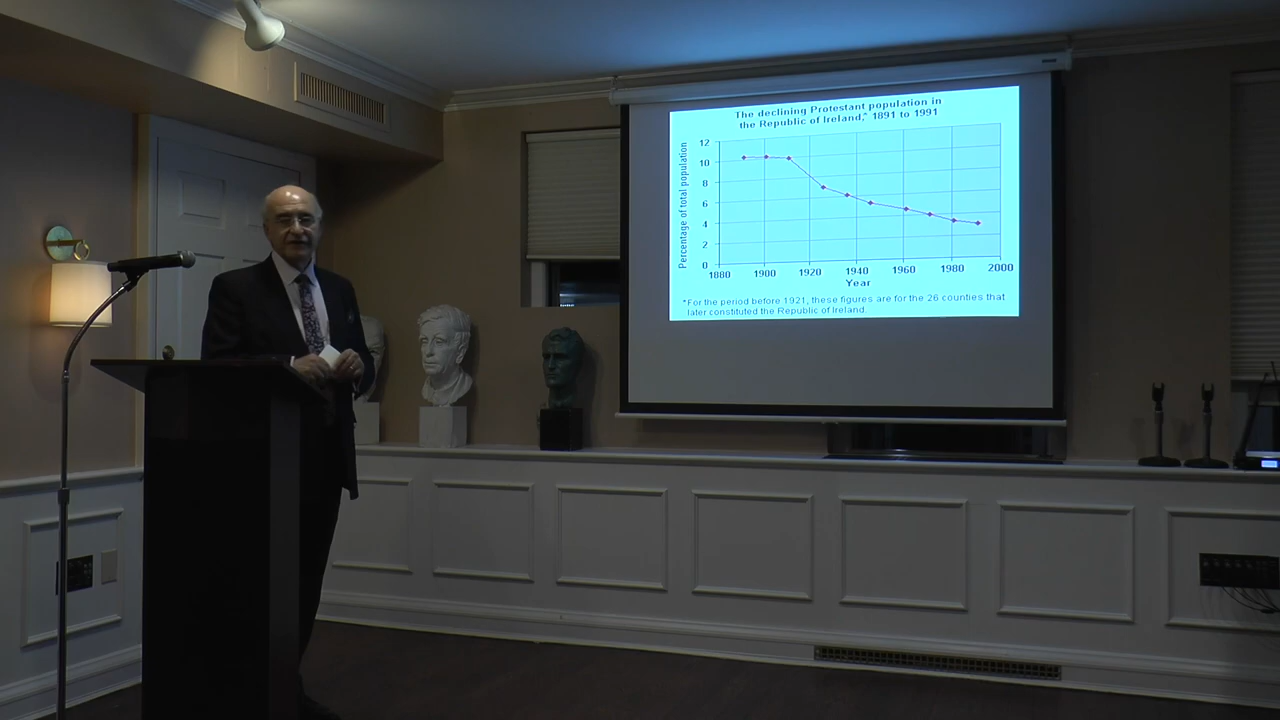 The declining Protestant population in
the Republic of Ireland,* 1891 to 1991
Percentage of total population
12
10
8
6
4
2
0
1880 1900 1920 1940 1960 1980 2000
Year
*For the period before 1921, these figures are for the 26 counties that
later constituted the Republic of Ireland.